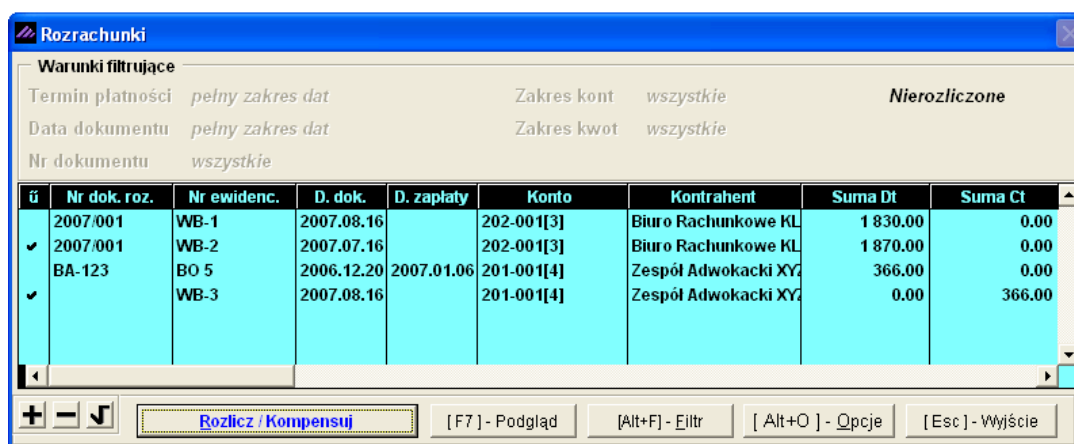 Rozrachunki
Warunki filtrujące
Termin płatności pełny zakres dat Zakres kont wszystkie Nierozliczone
Data dokumentu pełny zakres dat Zakres kwot wszystkie
Nr dokumentu wszystkie
ű Nr dok. roz. Nr ewidenc. D. dok. D. zapłaty Konto Kontrahent Suma Dt Suma Ct
2007/001 WB-1 2007.08.16 202-001[3] Biuro Rachunkowe KL 1 830.00 0.00
✔ 2007/001 WB-2 2007.07.16 202-001[3] Biuro Rachunkowe KL 1 870.00 0.00
BA-123 BO 5 2006.12.20 2007.01.06 201-001[4] Zespół Adwokacki XYZ 366.00 0.00
✔ WB-3 2007.08.16 201-001[4] Zespół Adwokacki XYZ 0.00 366.00
Rozlicz / Kompensuj [ F7 ] - Podgląd [Alt+F] - Filtr [ Alt+O ] - Opcje [ Esc ] - Wyjście